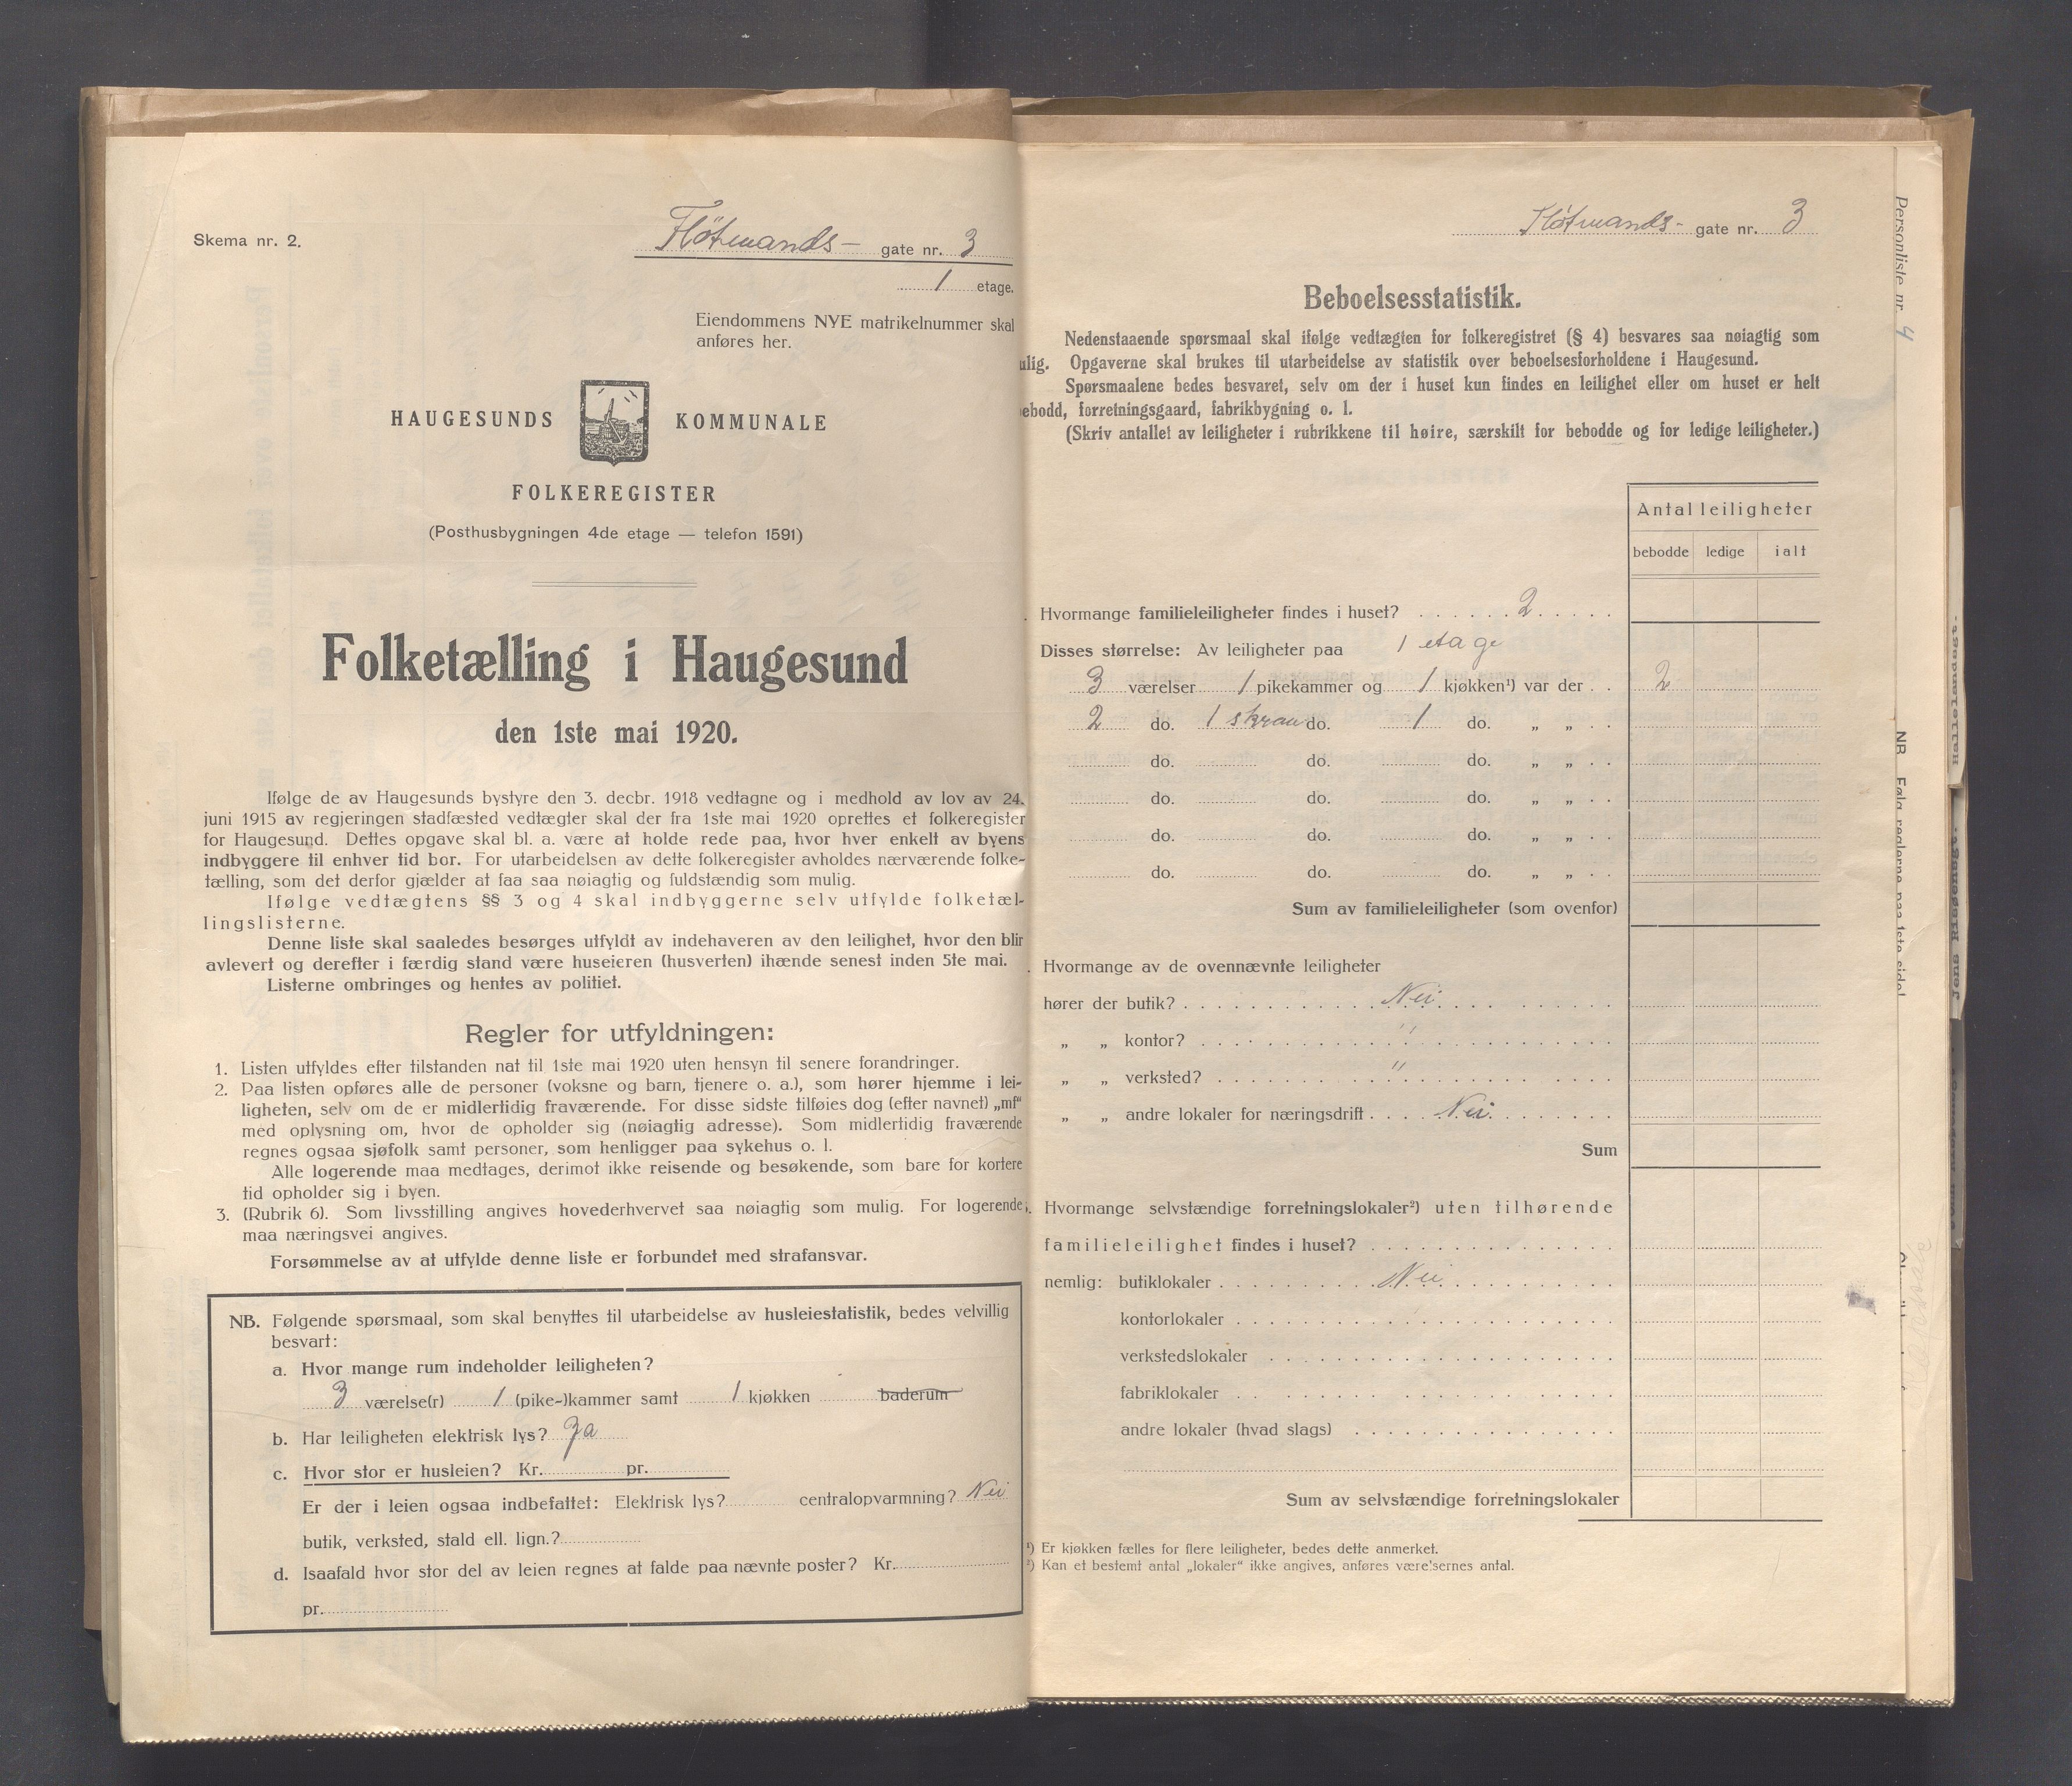 Skema nr. 2.
Fløtmands- gate nr. 3
1 etage.
Eiendommens NYE matrikelnummer skal
anføres her.
HAUGESUNDS KOMMUNALE
FOLKEREGISTER
(Posthusbygningen 4de etage — telefon 1591)
Folketælling i Haugesund
den 1ste mai 1920.
Ifølge de av Haugesunds bystyre den 3. decbr. 1918 vedtagne og i medhold av lov av 24.
juni 1915 av regjeringen stadfæsted vedtægter skal der fra 1ste mai 1920 oprettes et folkeregister
for Haugesund. Dettes opgave skal bl. a. være at holde rede paa, hvor hver enkelt av byens
indbyggere til enhver tid bor. For utarbeidelsen av dette folkeregister avholdes nærværende folke-
tælling, som det derfor gjælder at faa saa nøiagtig og fuldstændig som mulig.
Ifølge vedtægtens §§ 3 og 4 skal indbyggerne selv utfylde folketæl-
lingslisterne.
Denne liste skal saaledes besørges utfyldt av indehaveren av den leilighet, hvor den blir
avlevert og derefter i færdig stand være huseieren (husverten) ihænde senest inden 5te mai.
Listerne ombringes og hentes av politiet.
Regler for utfyldningen:
1. Listen utfyldes efter tilstanden nat til 1ste mai 1920 uten hensyn til senere forandringer.
2. Paa listen opføres alle de personer (voksne og barn, tjenere o. a.), som hører hjemme i lei-
ligheten, selv om de er midlertidig fraværende. For disse sidste tilføies dog (efter navnet) „mf“
med oplysning om, hvor de opholder sig (nøiagtig adresse). Som midlertidig fraværende
regnes ogsaa sjøfolk samt personer, som henligger paa sykehus o. l.
Alle logerende maa medtages, derimot ikke reisende og besøkende, som bare for kortere
tid opholder sig i byen.
3. (Rubrik 6). Som livsstilling angives hovederhvervet saa nøiagtig som mulig. For logerende
maa næringsvei angives.
Forsømmelse av at utfylde denne liste er forbundet med strafansvar.
NB. Følgende spørsmaal, som skal benyttes til utarbeidelse av husleiestatistik, bedes velvillig
besvart:
a. Hvor mange rum indeholder leiligheten?
3 værelse(r) 1 (pike-)kammer samt 1 kjøkken baderum
b. Har leiligheten elektrisk lys? Ja
c. Hvor stor er husleien? Kr. pr.
Er der i leien ogsaa indbefattet: Elektrisk lys? centralopvarmning? Nei
butik, verksted, stald ell. lign.?
d. Isaafald hvor stor del av leien regnes at falde paa nævnte poster? Kr.
pr.
Fløtmands- gate nr. 3
Beboelsesstatistik.
Nedenstaaende spørsmaal skal ifølge vedtægten for folkeregistret (§ 4) besvares saa nøiagtig som
ulig. Opgaverne skal brukes til utarbeidelse av statistik over beboelsesforholdene i Haugesund.
Spørsmaalene bedes besvaret, selv om der i huset kun findes en leilighet eller om huset er helt
ebodd, forretningsgaard, fabrikbygning o. l.
(Skriv antallet av leiligheter i rubrikkene til høire, særskilt for bebodde og for ledige leiligheter.)
Antal leiligheter
bebodde ledige ialt
Hvormange familieleiligheter findes i huset? 2
Disses størrelse: Av leiligheter paa 1 etage
3 værelser 1 pikekammer og 1 kjøkken¹) var der 2
2 do. 1 skrau do. 1 do. „ „
do. do. do. „ „
do. do. do. „ „
do. do. do. „ „
do. do. do. „ „
Sum av familieleiligheter (som ovenfor)
Hvormange av de ovennævnte leiligheter
hører der butik? Nei
„ „ kontor? "
„ „ verksted? "
„ „ andre lokaler for næringsdrift Nei
Sum
Hvormange selvstændige forretningslokaler²) uten tilhørende
familieleilighet findes i huset?
nemlig: butiklokaler Nei
kontorlokaler
verkstedslokaler
fabriklokaler
andre lokaler (hvad slags)
Sum av selvstændige forretningslokaler
¹) Er kjøkken fælles for flere leiligheter, bedes dette anmerket.
²) Kan et bestemt antal „lokaler“ ikke angives, anføres værelsernes antal.
Personliste nr. 4
NB Følg reglerne paa 1ste side!
Hallelandsgt.
Jens Risøensgt.